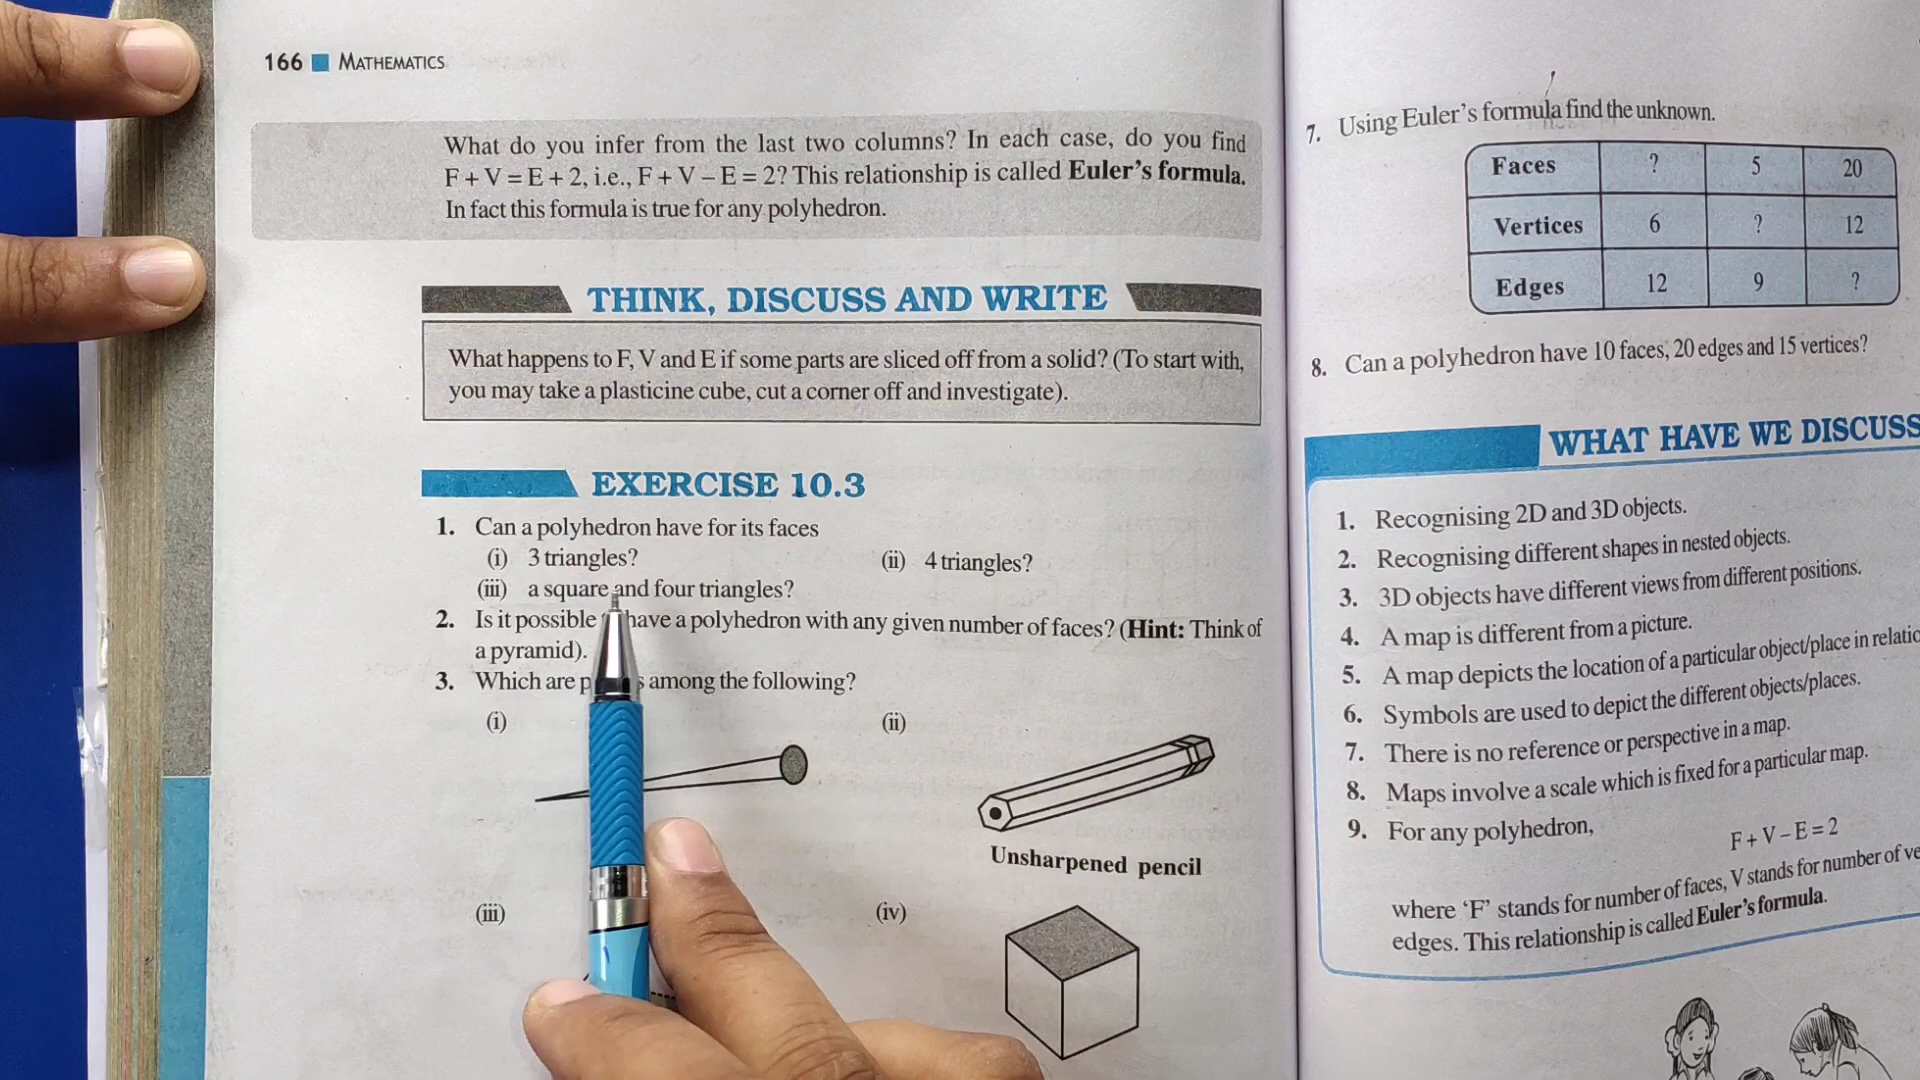 166 MATHEMATICS
What do you infer from the last two columns? In each case, do you find
F + V = E + 2, i.e., F + V – E = 2? This relationship is called Euler's formula.
In fact this formula is true for any polyhedron.
THINK, DISCUSS AND WRITE
What happens to F, V and E if some parts are sliced off from a solid? (To start with,
you may take a plasticine cube, cut a corner off and investigate).
EXERCISE 10.3
1. Can a polyhedron have for its faces
(i) 3 triangles? (ii) 4 triangles?
(iii) a square and four triangles?
2. Is it possible have a polyhedron with any given number of faces? (Hint: Think of
a pyramid).
3. Which are among the following?
(i) (ii)
Unsharpened pencil
(iii) (iv)
7. Using Euler's formula find the unknown.
Faces ? 5 20
Vertices 6 ? 12
Edges 12 9 ?
8. Can a polyhedron have 10 faces, 20 edges and 15 vertices?
WHAT HAVE WE DISCUSS
1. Recognising 2D and 3D objects.
2. Recognising different shapes in nested objects.
3. 3D objects have different views from different positions.
4. A map is different from a picture.
5. A map depicts the location of a particular object/place in relatio
6. Symbols are used to depict the different objects/places.
7. There is no reference or perspective in a map.
8. Maps involve a scale which is fixed for a particular map.
9. For any polyhedron,
F + V – E = 2
where 'F' stands for number of faces, V stands for number of ve
edges. This relationship is called Euler's formula.